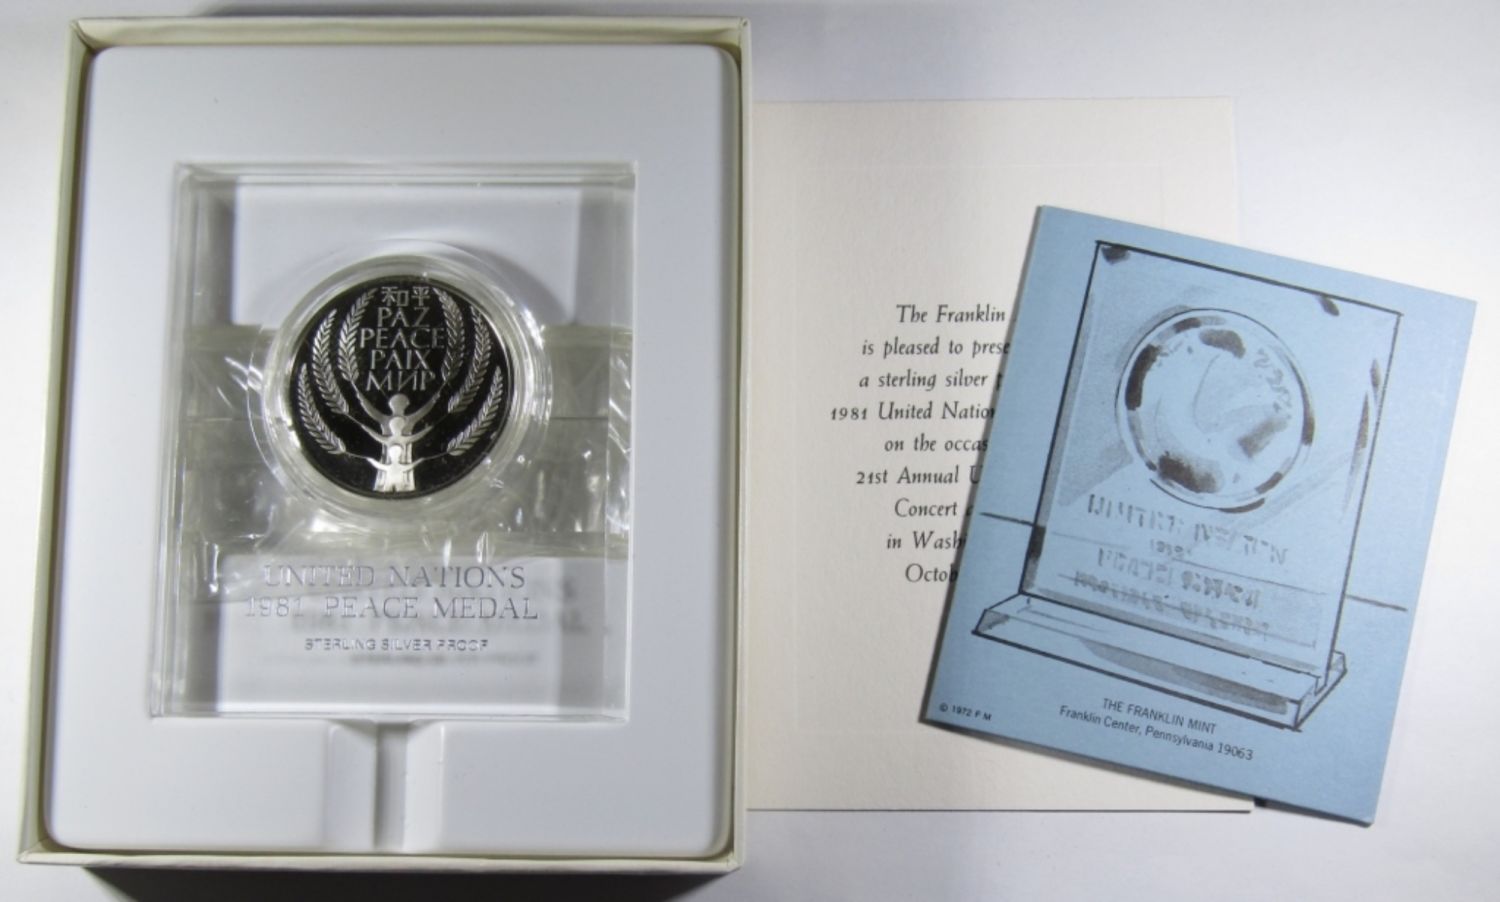 和平
PAZ
PEACE
PAIX
МИР
UNITED NATIONS
1981 PEACE MEDAL
STERLING SILVER PROOF
The Franklin
is pleased to prese
a sterling silver
1981 United Natio
on the occas
21st Annual U
Concert
in Wash
Octob
© 1972 F M
THE FRANKLIN MINT
Franklin Center, Pennsylvania 19063